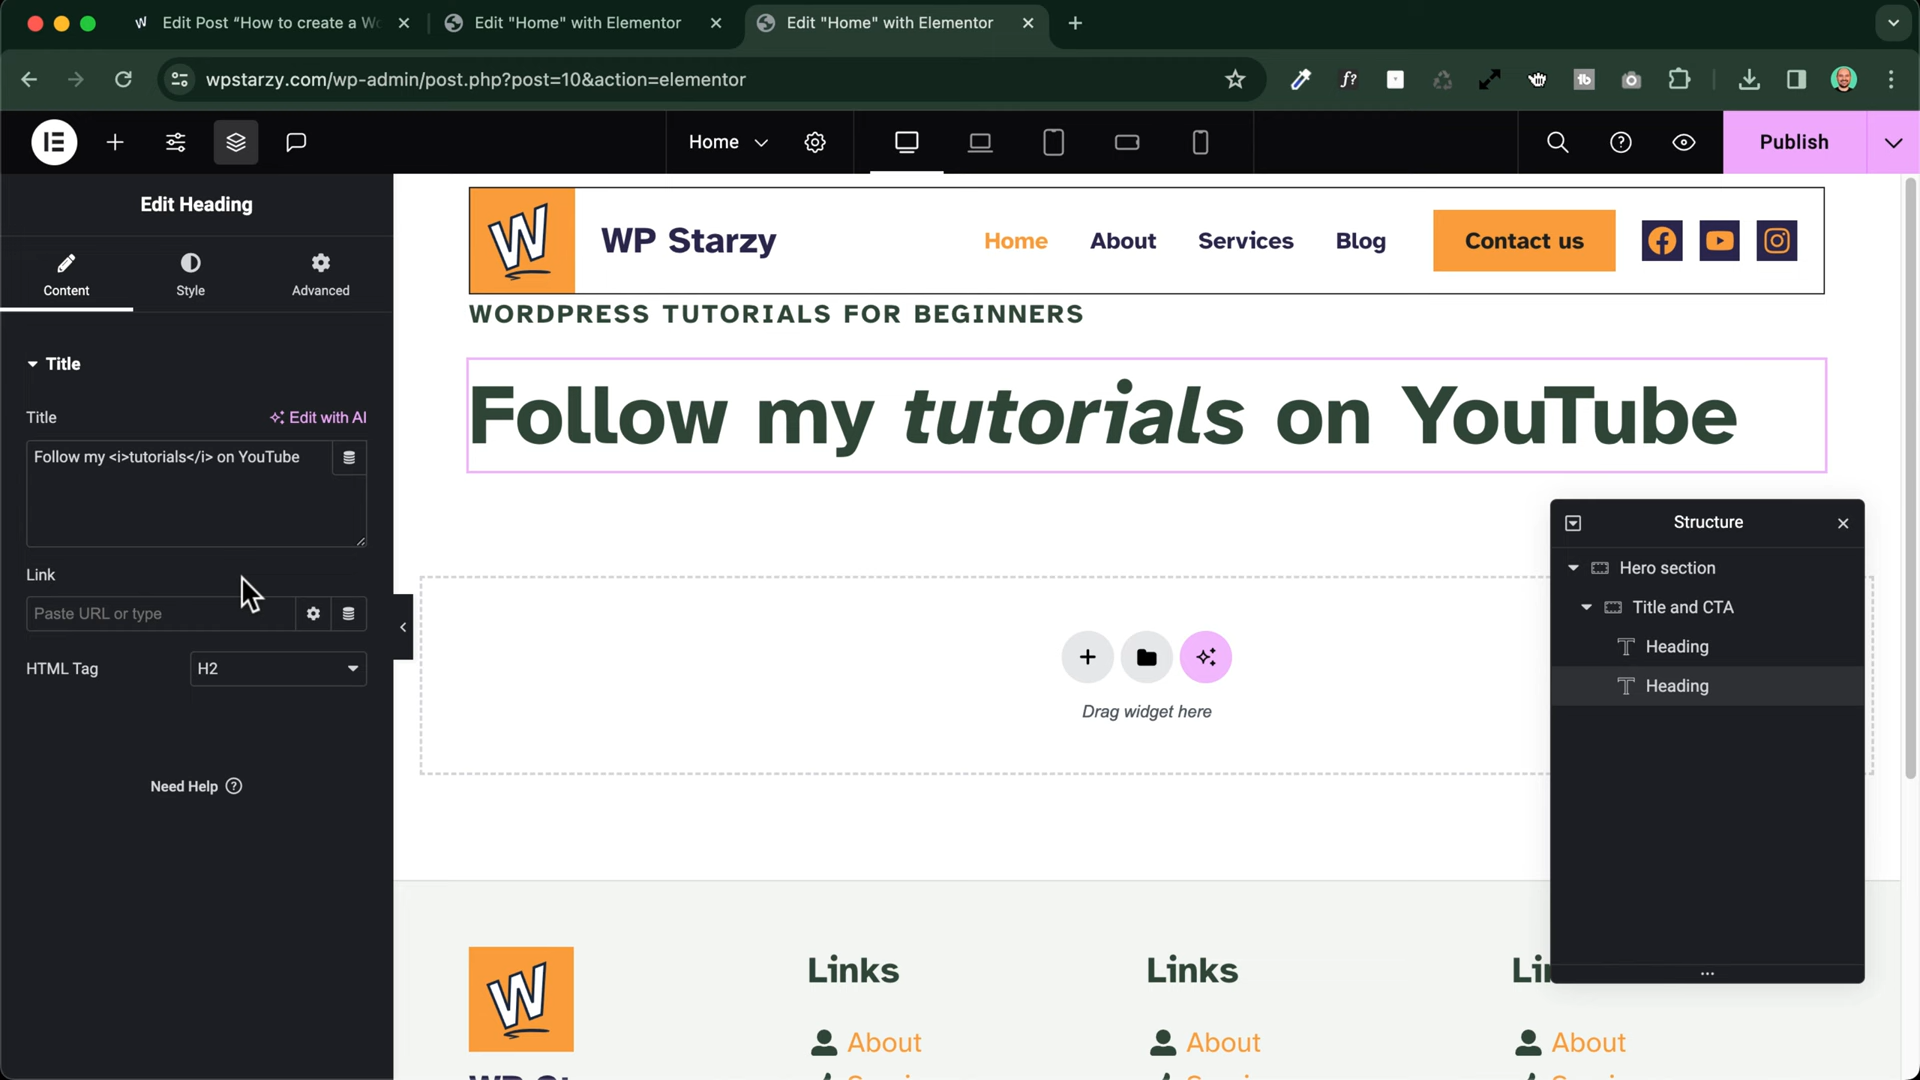 Edit Post “How to create a Wo
Edit "Home" with Elementor
Edit "Home" with Elementor
wpstarzy.com/wp-admin/post.php?post=10&action=elementor
Home
Publish
Edit Heading
Content
Style
Advanced
Title
Title
Edit with AI
Follow my <i>tutorials</i> on YouTube
Link
Paste URL or type
HTML Tag
H2
Need Help
W
WP Starzy
Home
About
Services
Blog
Contact us
WORDPRESS TUTORIALS FOR BEGINNERS
Follow my tutorials on YouTube
Drag widget here
Structure
Hero section
Title and CTA
Heading
Heading
W
Links
About
Links
About
About